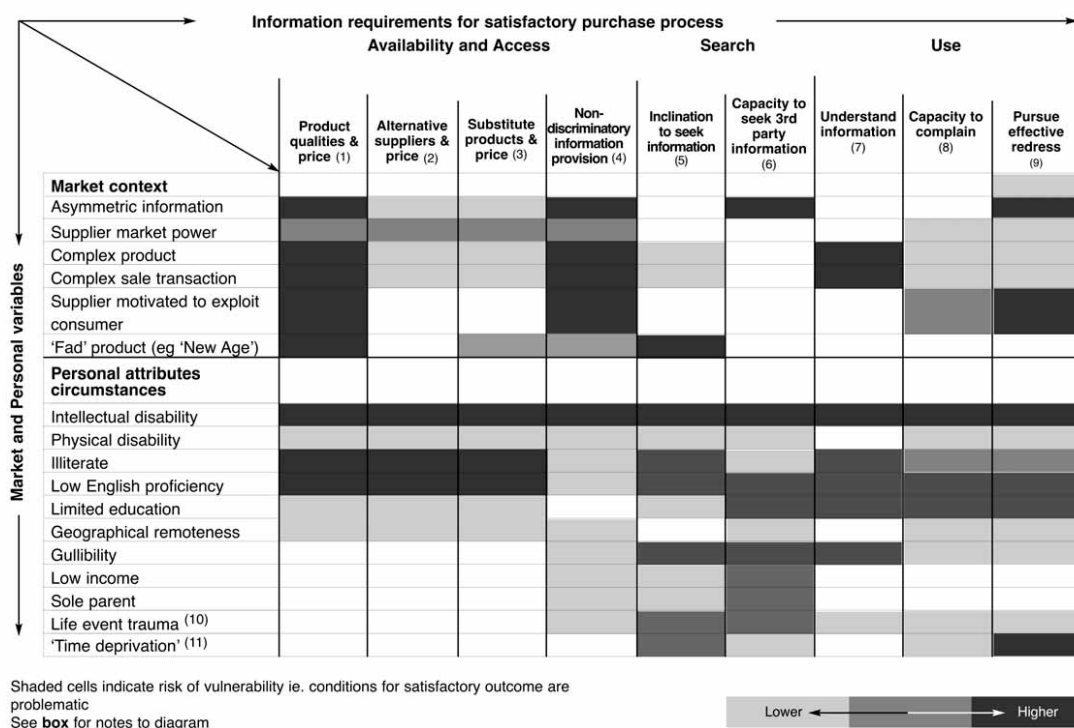 Information requirements for satisfactory purchase process
Availability and Access
Search
Use
Product
qualities &
price (1)
Alternative
suppliers &
price (2)
Substitute
products &
price (3)
Non-
discriminatory
information
provision (4)
Inclination to
seek
information
(5)
Capacity to
seek 3rd
party
information
(6)
Understand
information
(7)
Capacity to
complain
(8)
Pursue
effective
redress
(9)
Market and Personal variables
Market context
Asymmetric information
Supplier market power
Complex product
Complex sale transaction
Supplier motivated to exploit
consumer
‘Fad’ product (eg ‘New Age’)
Personal attributes
circumstances
Intellectual disability
Physical disability
Illiterate
Low English proficiency
Limited education
Geographical remoteness
Gullibility
Low income
Sole parent
Life event trauma (10)
‘Time deprivation’ (11)
Shaded cells indicate risk of vulnerability ie. conditions for satisfactory outcome are
problematic
See box for notes to diagram
Lower
Higher